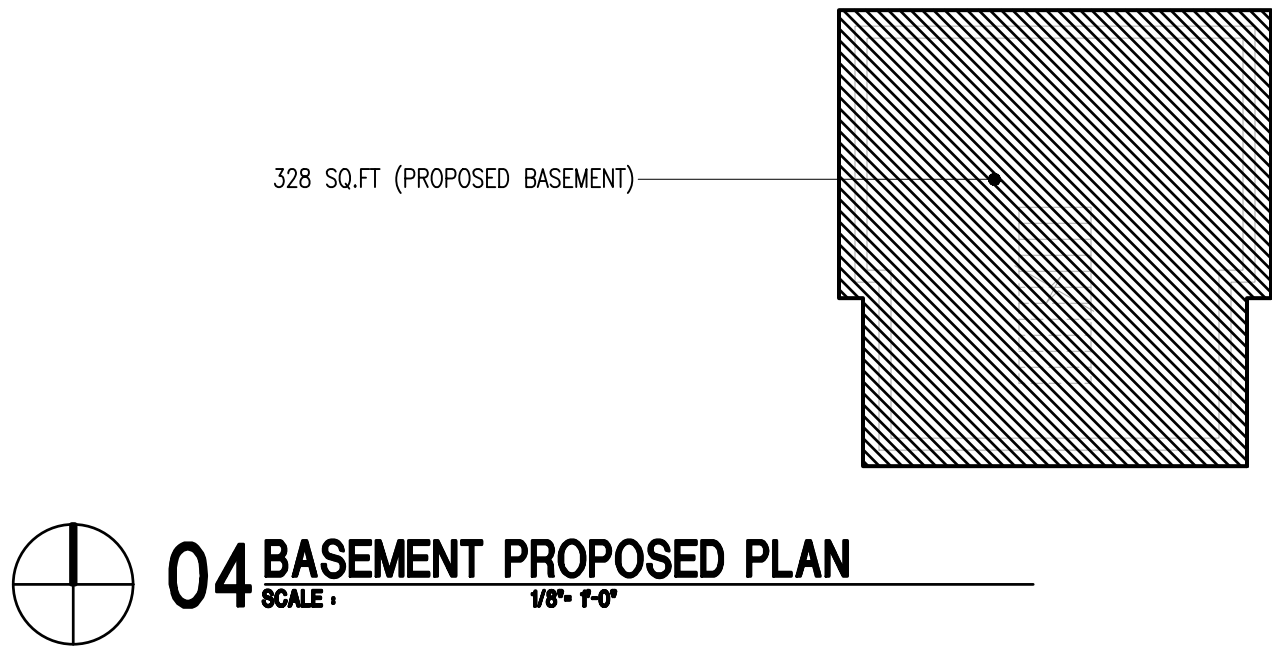 328 SQ.FT (PROPOSED BASEMENT)
04 BASEMENT PROPOSED PLAN
SCALE : 1/8"= 1'-0"